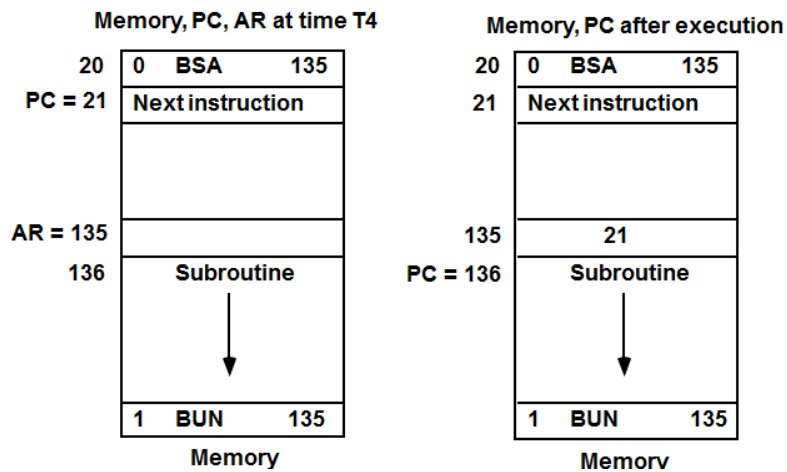 Memory, PC, AR at time T4
20 0 BSA 135
PC = 21 Next instruction
AR = 135
136 Subroutine
1 BUN 135
Memory
Memory, PC after execution
20 0 BSA 135
21 Next instruction
135 21
PC = 136 Subroutine
1 BUN 135
Memory